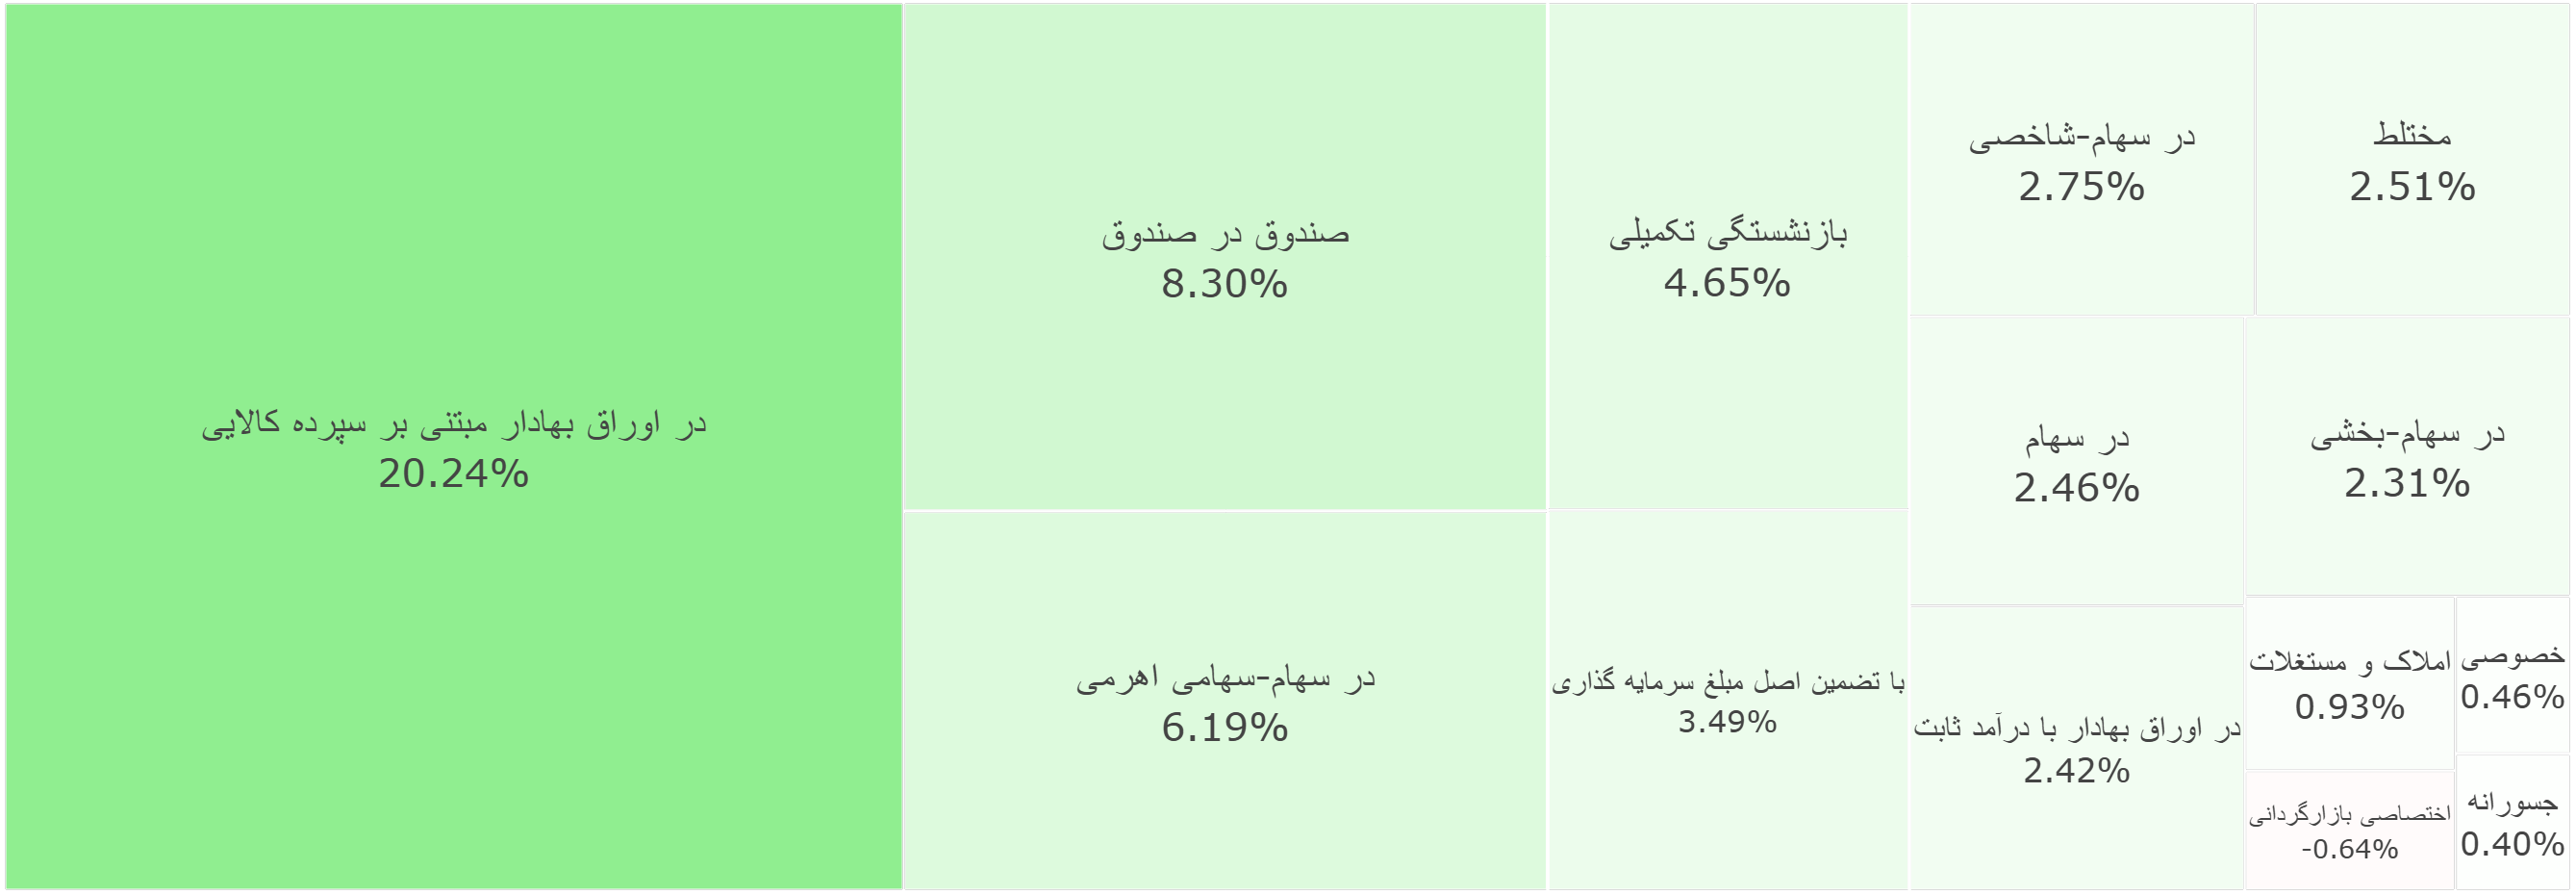 در اوراق بهادار مبتنی بر سپرده کالایی
20.24%
صندوق در صندوق
8.30%
در سهام-سهامی اهرمی
6.19%
بازنشستگی تکمیلی
4.65%
با تضمین اصل مبلغ سرمایه گذاری
3.49%
در سهام-شاخصی
2.75%
مختلط
2.51%
در سهام
2.46%
در اوراق بهادار با درآمد ثابت
2.42%
در سهام-بخشی
2.31%
املاک و مستغلات
0.93%
اختصاصی بازارگردانی
-0.64%
خصوصی
0.46%
جسورانه
0.40%